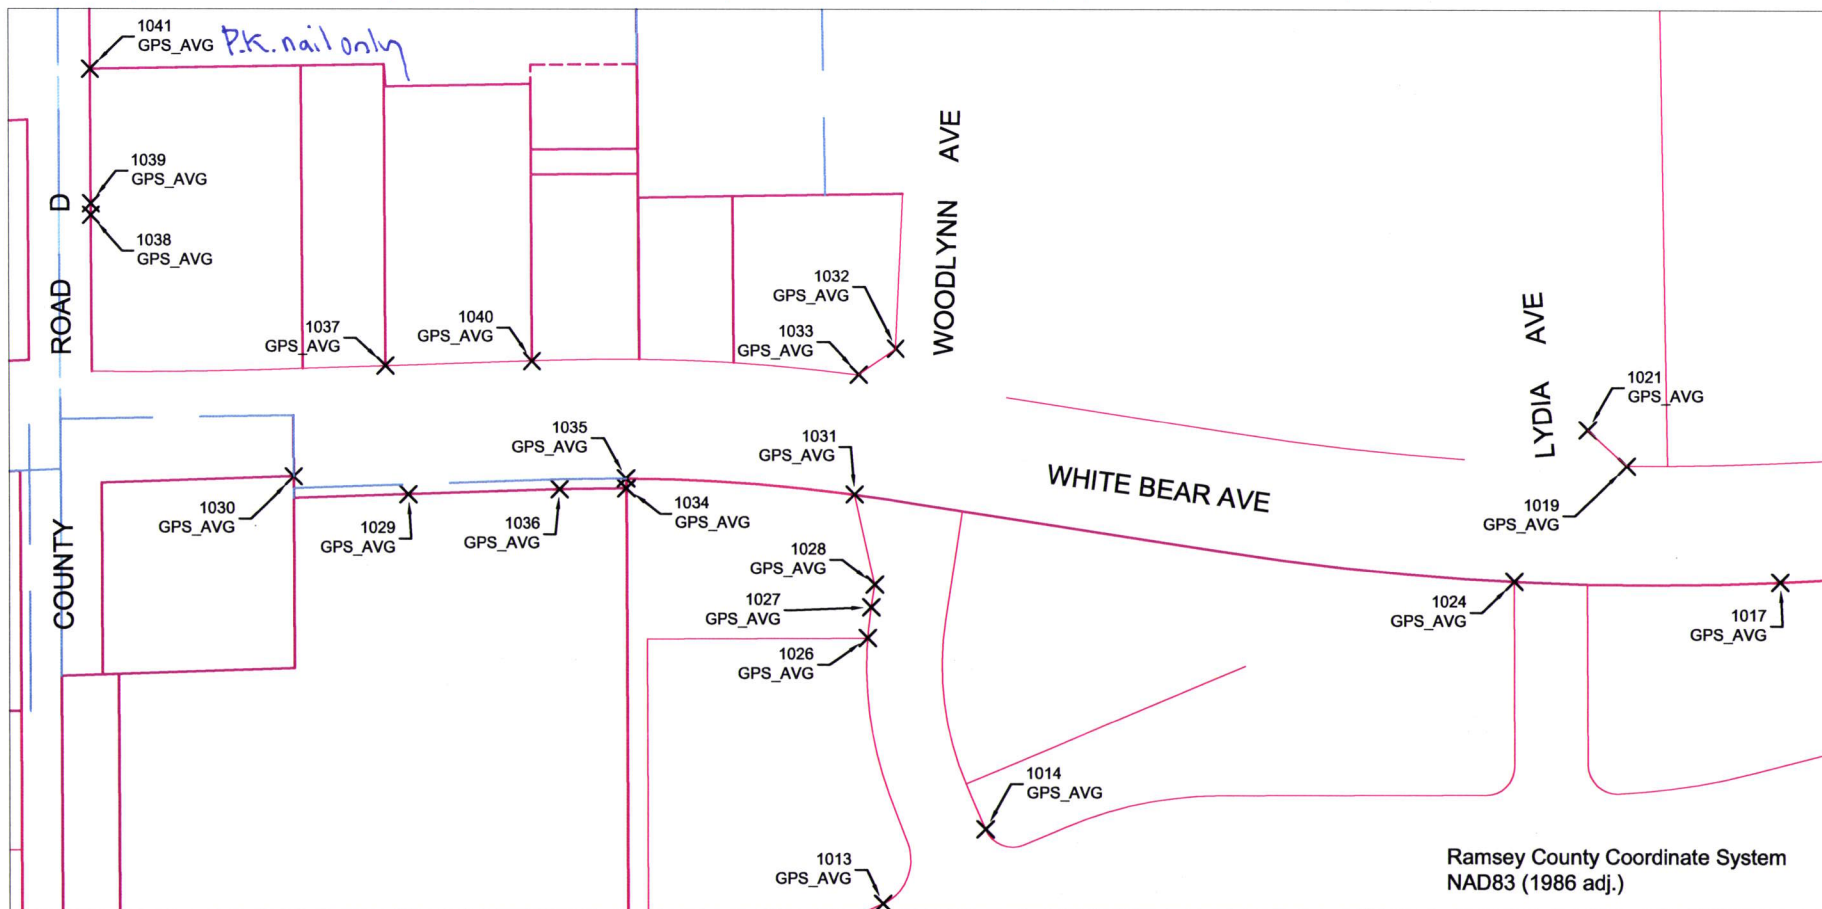 1041
GPS_AVG
P.K. nail only
1039
GPS_AVG
1038
GPS_AVG
COUNTY ROAD D
1037
GPS_AVG
1040
GPS_AVG
1032
GPS_AVG
1033
GPS_AVG
WOODLYNN AVE
1035
GPS_AVG
1031
GPS_AVG
1030
GPS_AVG
1029
GPS_AVG
1036
GPS_AVG
1034
GPS_AVG
WHITE BEAR AVE
1028
GPS_AVG
1027
GPS_AVG
1026
GPS_AVG
1014
GPS_AVG
1013
GPS_AVG
LYDIA AVE
1021
GPS_AVG
1019
GPS_AVG
1024
GPS_AVG
1017
GPS_AVG
Ramsey County Coordinate System
NAD83 (1986 adj.)